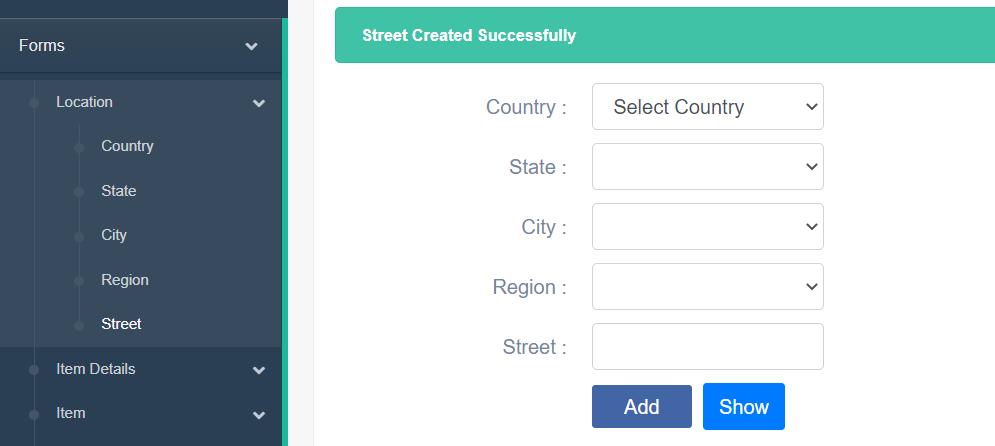 Forms
Location
Country
State
City
Region
Street
Item Details
Item
Street Created Successfully
Country : Select Country
State :
City :
Region :
Street :
Add Show